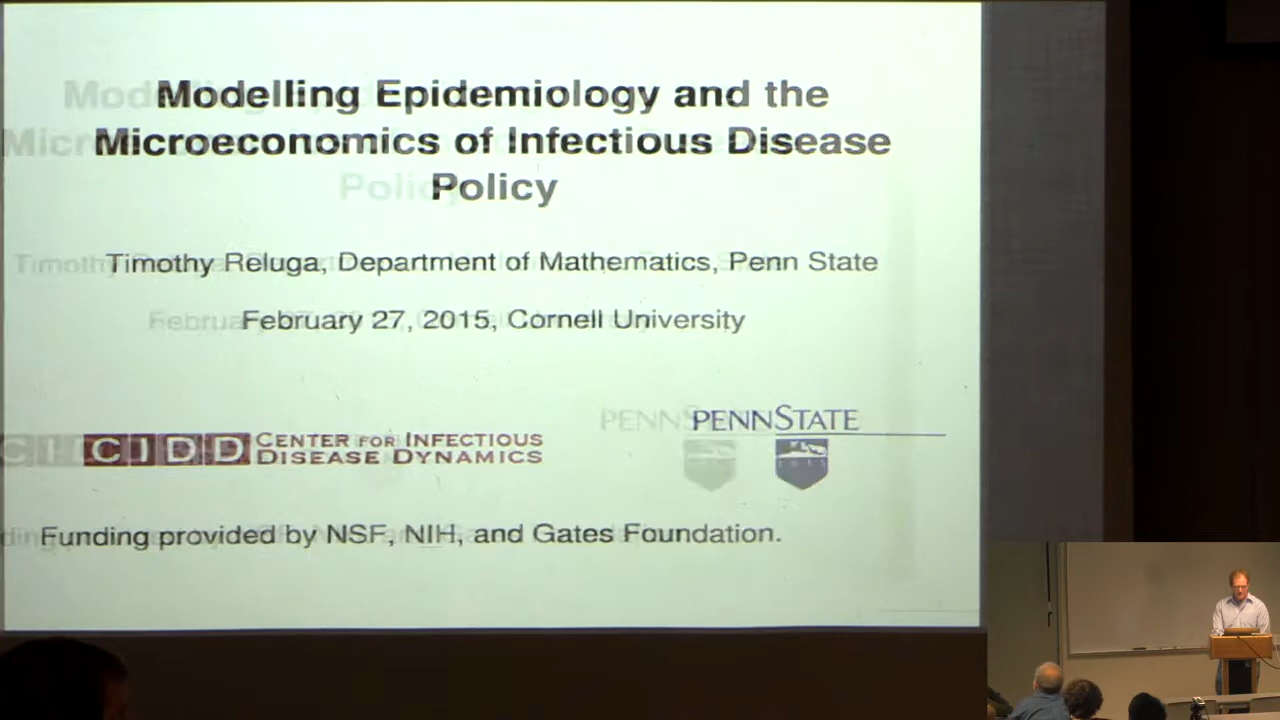 Modelling Epidemiology and the
Microeconomics of Infectious Disease
Policy
Timothy Reluga, Department of Mathematics, Penn State
February 27, 2015, Cornell University
CIDD CENTER FOR INFECTIOUS
DISEASE DYNAMICS
PENNSTATE
Funding provided by NSF, NIH, and Gates Foundation.